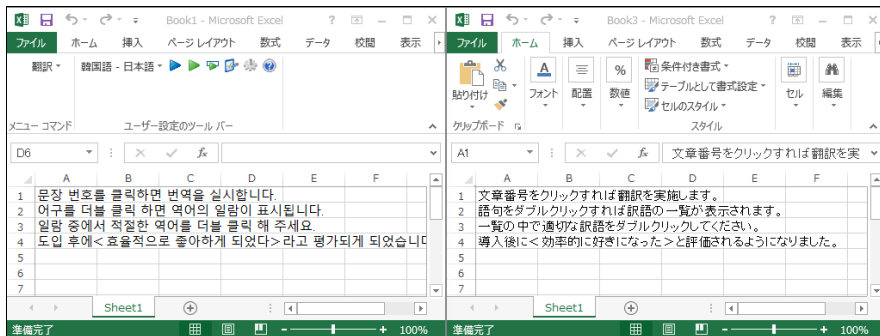 Book1 - Microsoft Excel
ファイル ホーム 挿入 ページ レイアウト 数式 データ 校閲 表示
翻訳 韓国語 - 日本語
メニュー コマンド ユーザー設定のツール バー
D6 fx
A B C D E F
1 문장 번호를 클릭하면 번역을 실시합니다.
2 어구를 더블 클릭 하면 역어의 일람이 표시됩니다.
3 일람 중에서 적절한 역어를 더블 클릭 해 주세요.
4 도입 후에< 효율적으로 좋아하게 되었다>라고 평가되게 되었습니다
5
6
7
Sheet1
準備完了 100%
Book3 - Microsoft Excel
ファイル ホーム 挿入 ページ レイアウト 数式 データ 校閲 表示
貼り付け フォント 配置 数値 条件付き書式 セル 編集
テーブルとして書式設定
セルのスタイル
クリップボード スタイル
A1 fx 文章番号をクリックすれば翻訳を実
A B C D E F
1 文章番号をクリックすれば翻訳を実施します。
2 語句をダブルクリックすれば訳語の一覧が表示されます。
3 一覧の中で適切な訳語をダブルクリックしてください。
4 導入後に<効率的に好きになった>と評価されるようになりました。
5
6
7
Sheet1
準備完了 100%